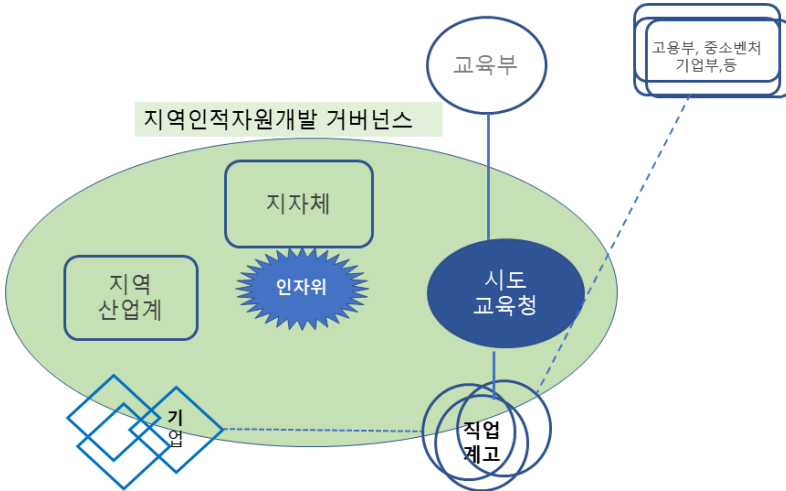 교육부
고용부, 중소벤처
기업부,등
지역인적자원개발 거버넌스
지자체
지역
산업계
인자위
시도
교육청
기
업
직업
계고